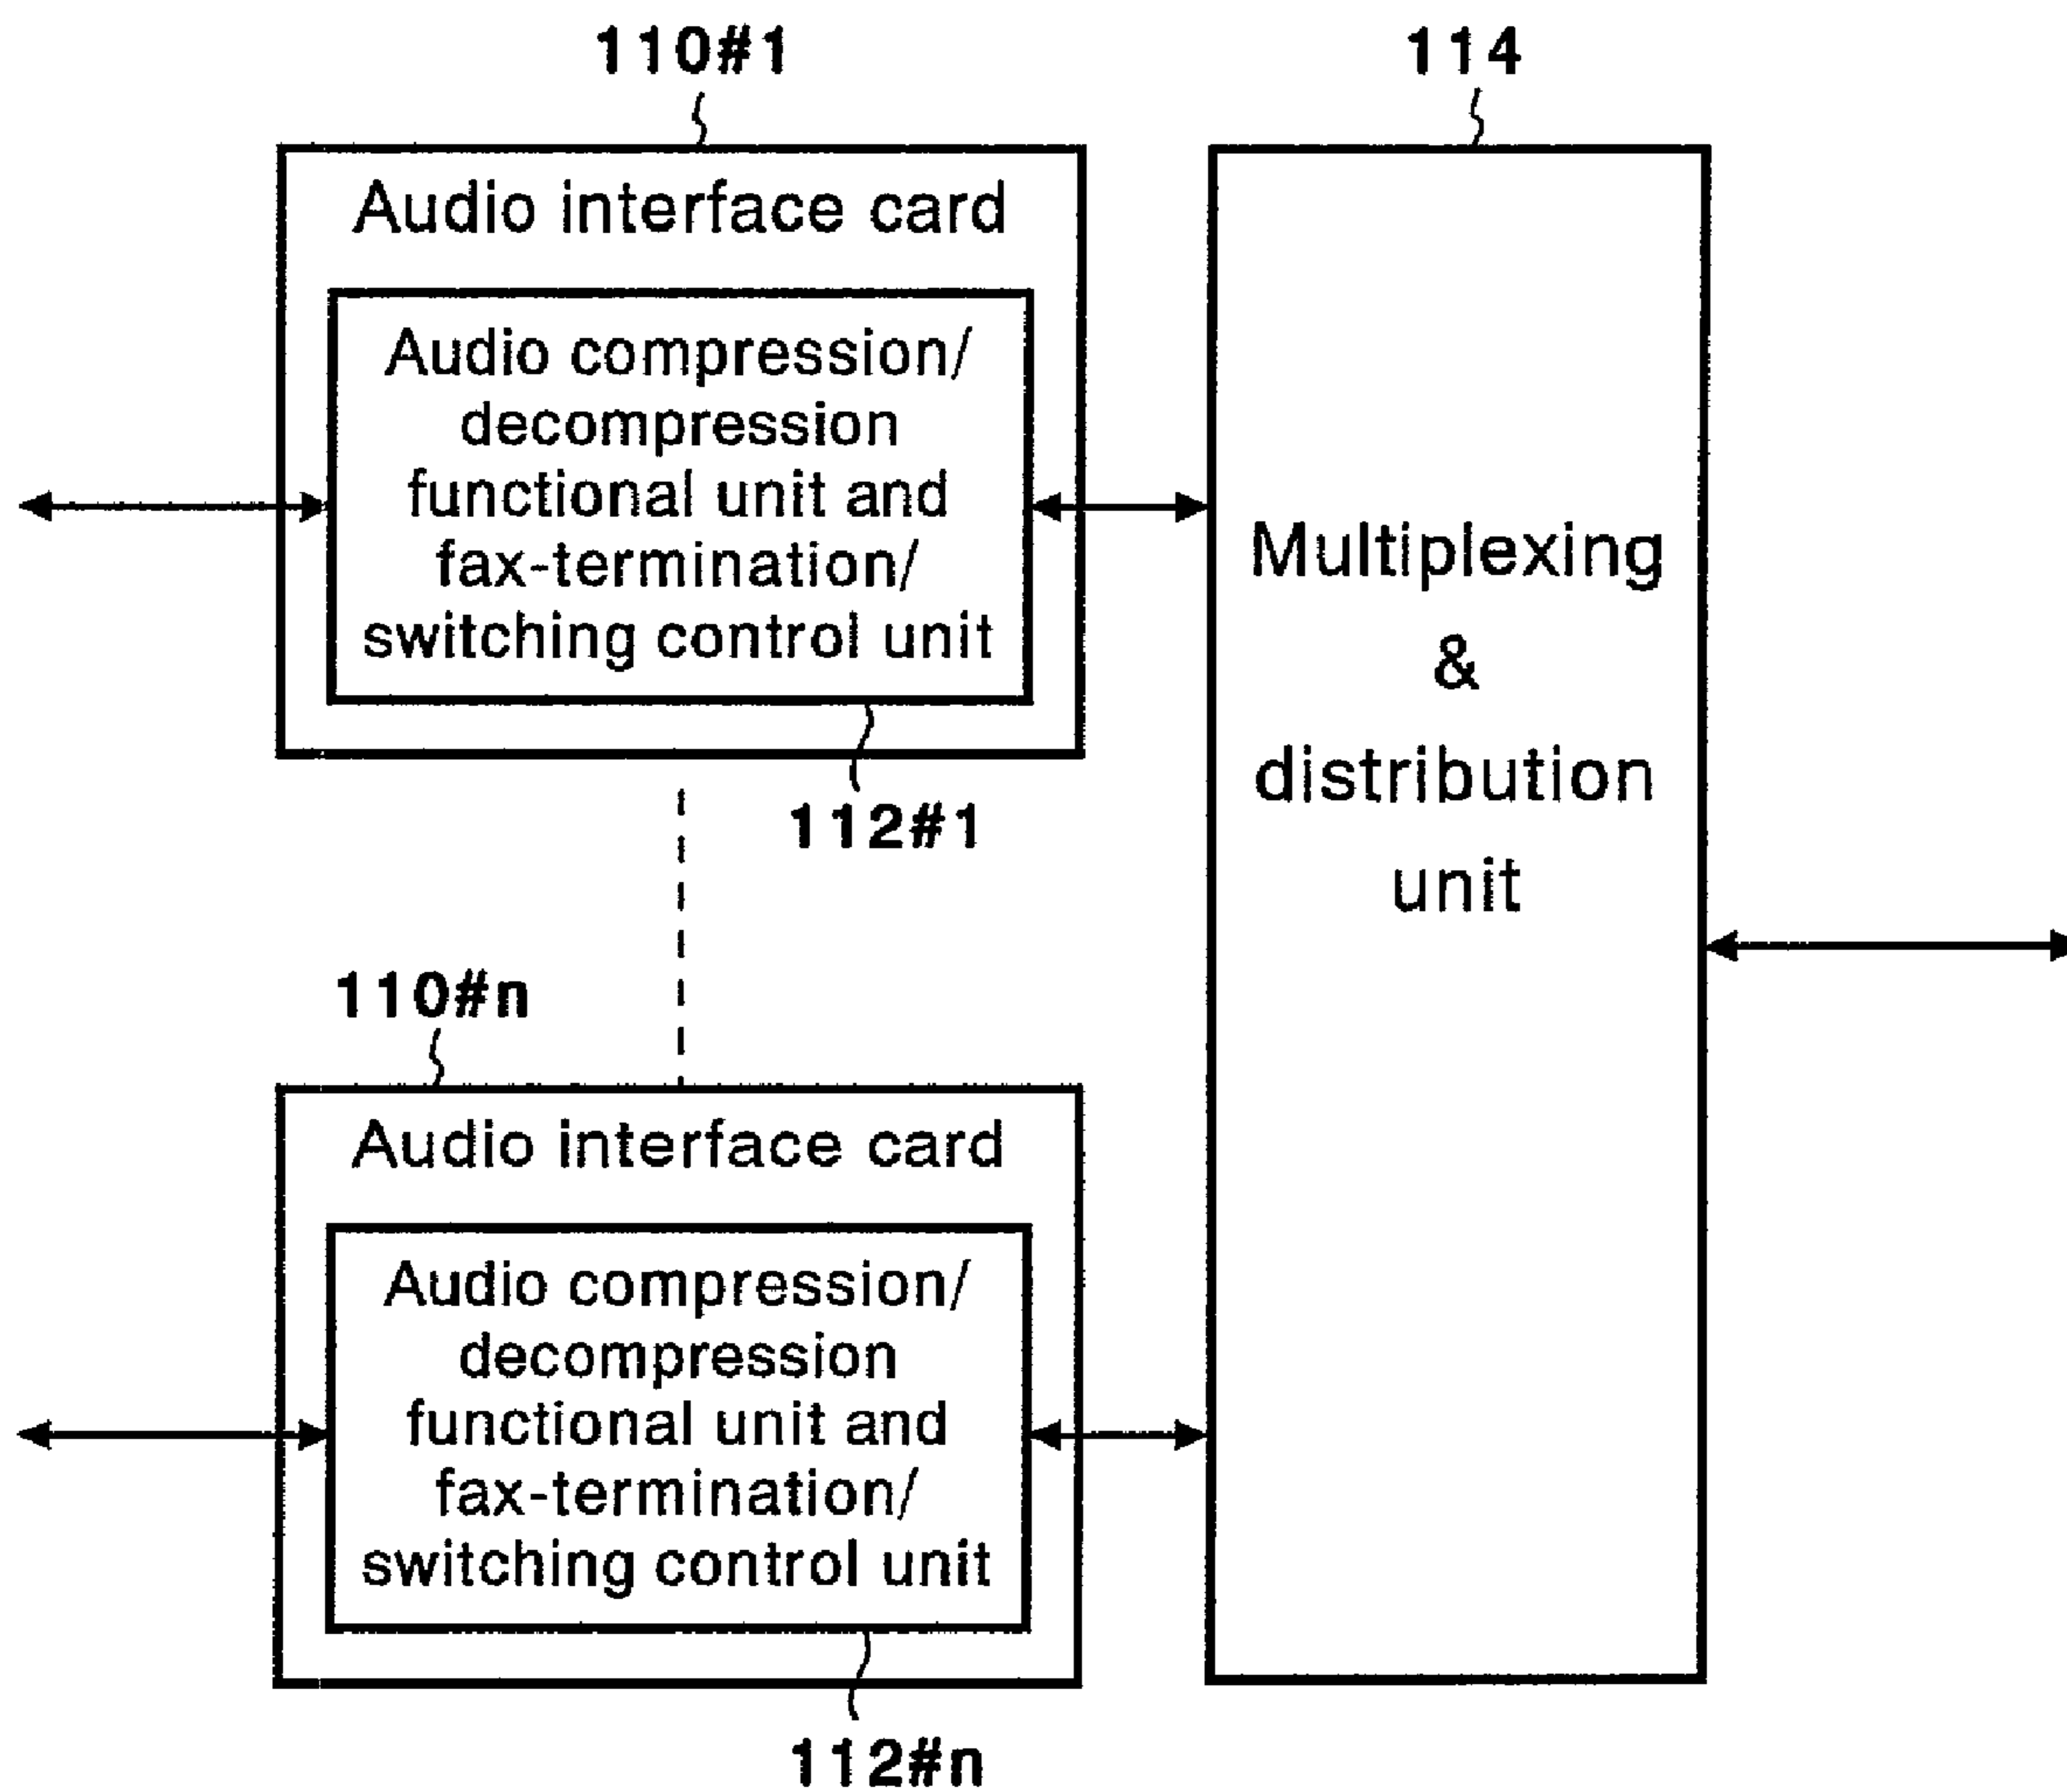 110#1
Audio interface card
Audio compression/
decompression
functional unit and
fax-termination/
switching control unit
112#1
110#n
Audio interface card
Audio compression/
decompression
functional unit and
fax-termination/
switching control unit
112#n
114
Multiplexing
&
distribution
unit